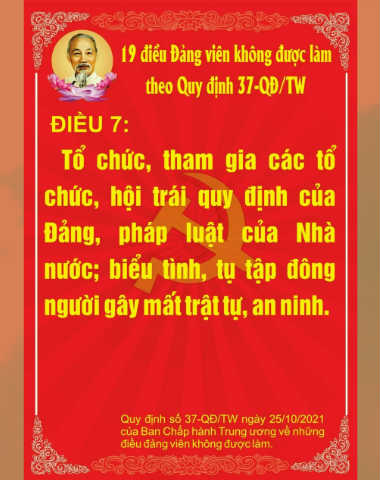 19 điều Đảng viên không được làm
theo Quy định 37-QĐ/TW
ĐIỀU 7:
Tổ chức, tham gia các tổ
chức, hội trái quy định của
Đảng, pháp luật của Nhà
nước; biểu tình, tụ tập đông
người gây mất trật tự, an ninh.
Quy định số 37-QĐ/TW ngày 25/10/2021
của Ban Chấp hành Trung ương về những
điều đảng viên không được làm.